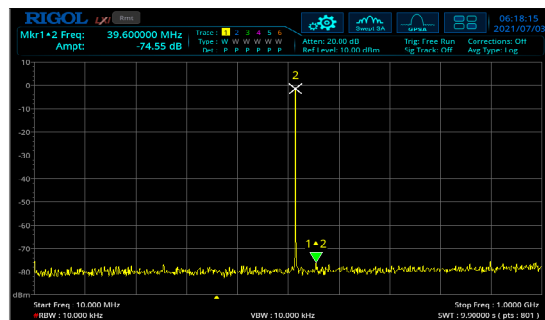 RIGOL LXI Rms
Trace : 1 2 3 4 5 6
Type : W W W W W W
Det : P P P P P P
Mkr1▲2 Freq: 39.600000 MHz
Ampt: -74.55 dB
Swept SA
GPSA
06:18:15
2021/07/03
Atten: 20.00 dB
Ref Level: 10.00 dBm
Trig: Free Run
Sig Track: Off
Corrections: Off
Avg Type: Log
10
0
-10
-20
-30
-40
-50
-60
-70
-80
dBm
2
1▲2
Start Freq : 10.000 MHz
Stop Freq : 1.0000 GHz
#RBW : 10.000 kHz
VBW : 10.000 kHz
SWT : 9.90000 s ( pts : 801 )